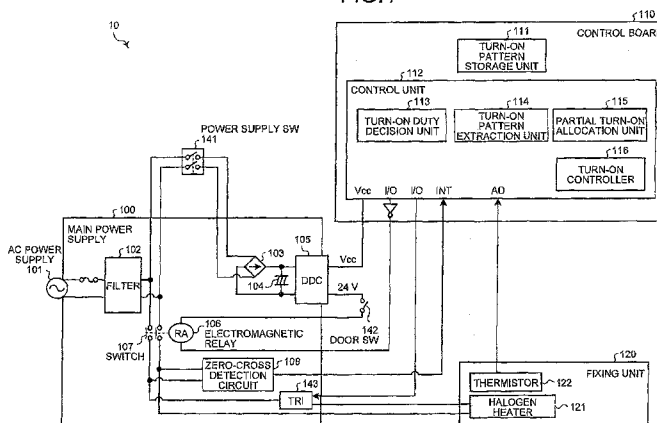 10
110
CONTROL BOAR
111
TURN-ON
PATTERN
STORAGE UNIT
112
CONTROL UNIT
113
TURN-ON DUTY
DECISION UNIT
114
TURN-ON
PATTERN
EXTRACTION UNIT
115
PARTIAL TURN-ON
ALLOCATION UNIT
116
TURN-ON
CONTROLLER
Vcc I/O I/O INT AD
POWER SUPPLY SW
141
100
MAIN POWER
SUPPLY
AC POWER
SUPPLY
101
102
FILTER
103
104
105
DDC
Vcc
24 V
106
RA
ELECTROMAGNETIC
RELAY
142
DOOR SW
107
SWITCH
108
ZERO-CROSS
DETECTION
CIRCUIT
143
TRI
120
FIXING UNIT
THERMISTOR
122
HALOGEN
HEATER
121